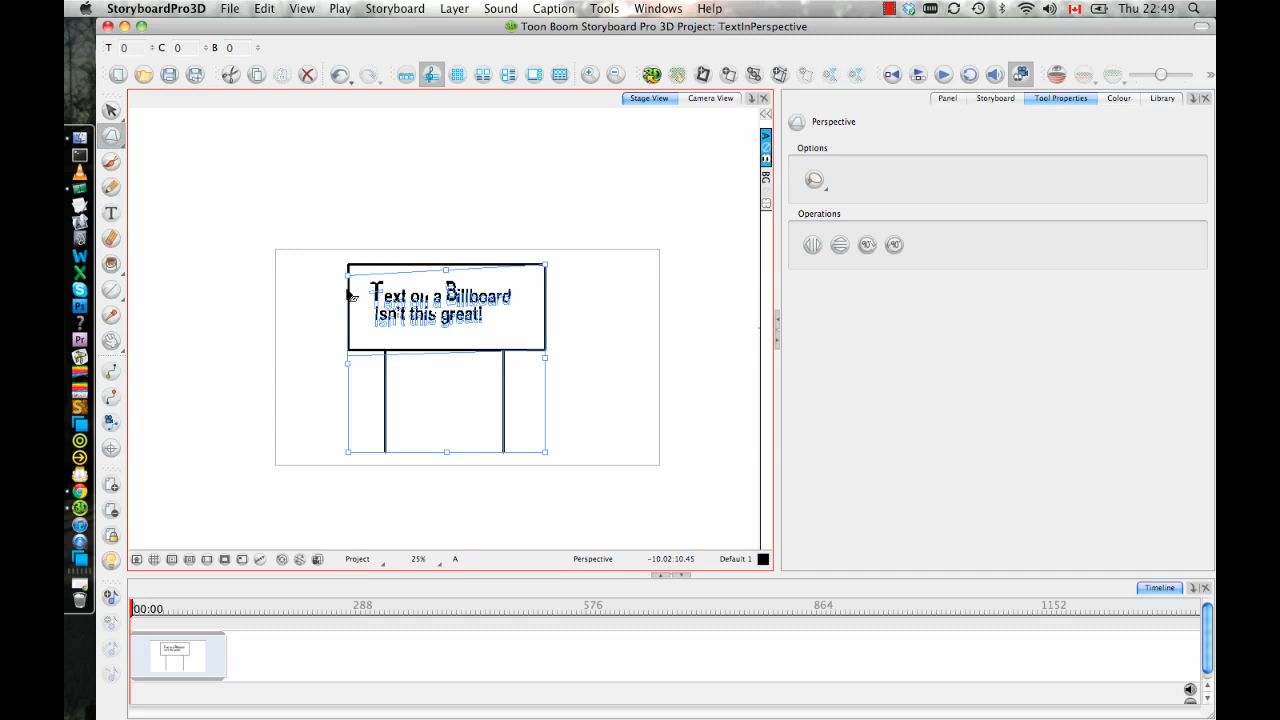 StoryboardPro3D File Edit View Play Storyboard Layer Sound Caption Tools Windows Help Thu 22:49
Toon Boom Storyboard Pro 3D Project: TextInPerspective
T 0 C 0 B 0
Stage View Camera View
Panel Storyboard Tool Properties Colour Library
Perspective
Options
Operations
A
BG
Text on a Billboard
Isn't this great!
Project 25% A Perspective -10.02:10.45 Default 1
Timeline
00:00 288 576 864 1152